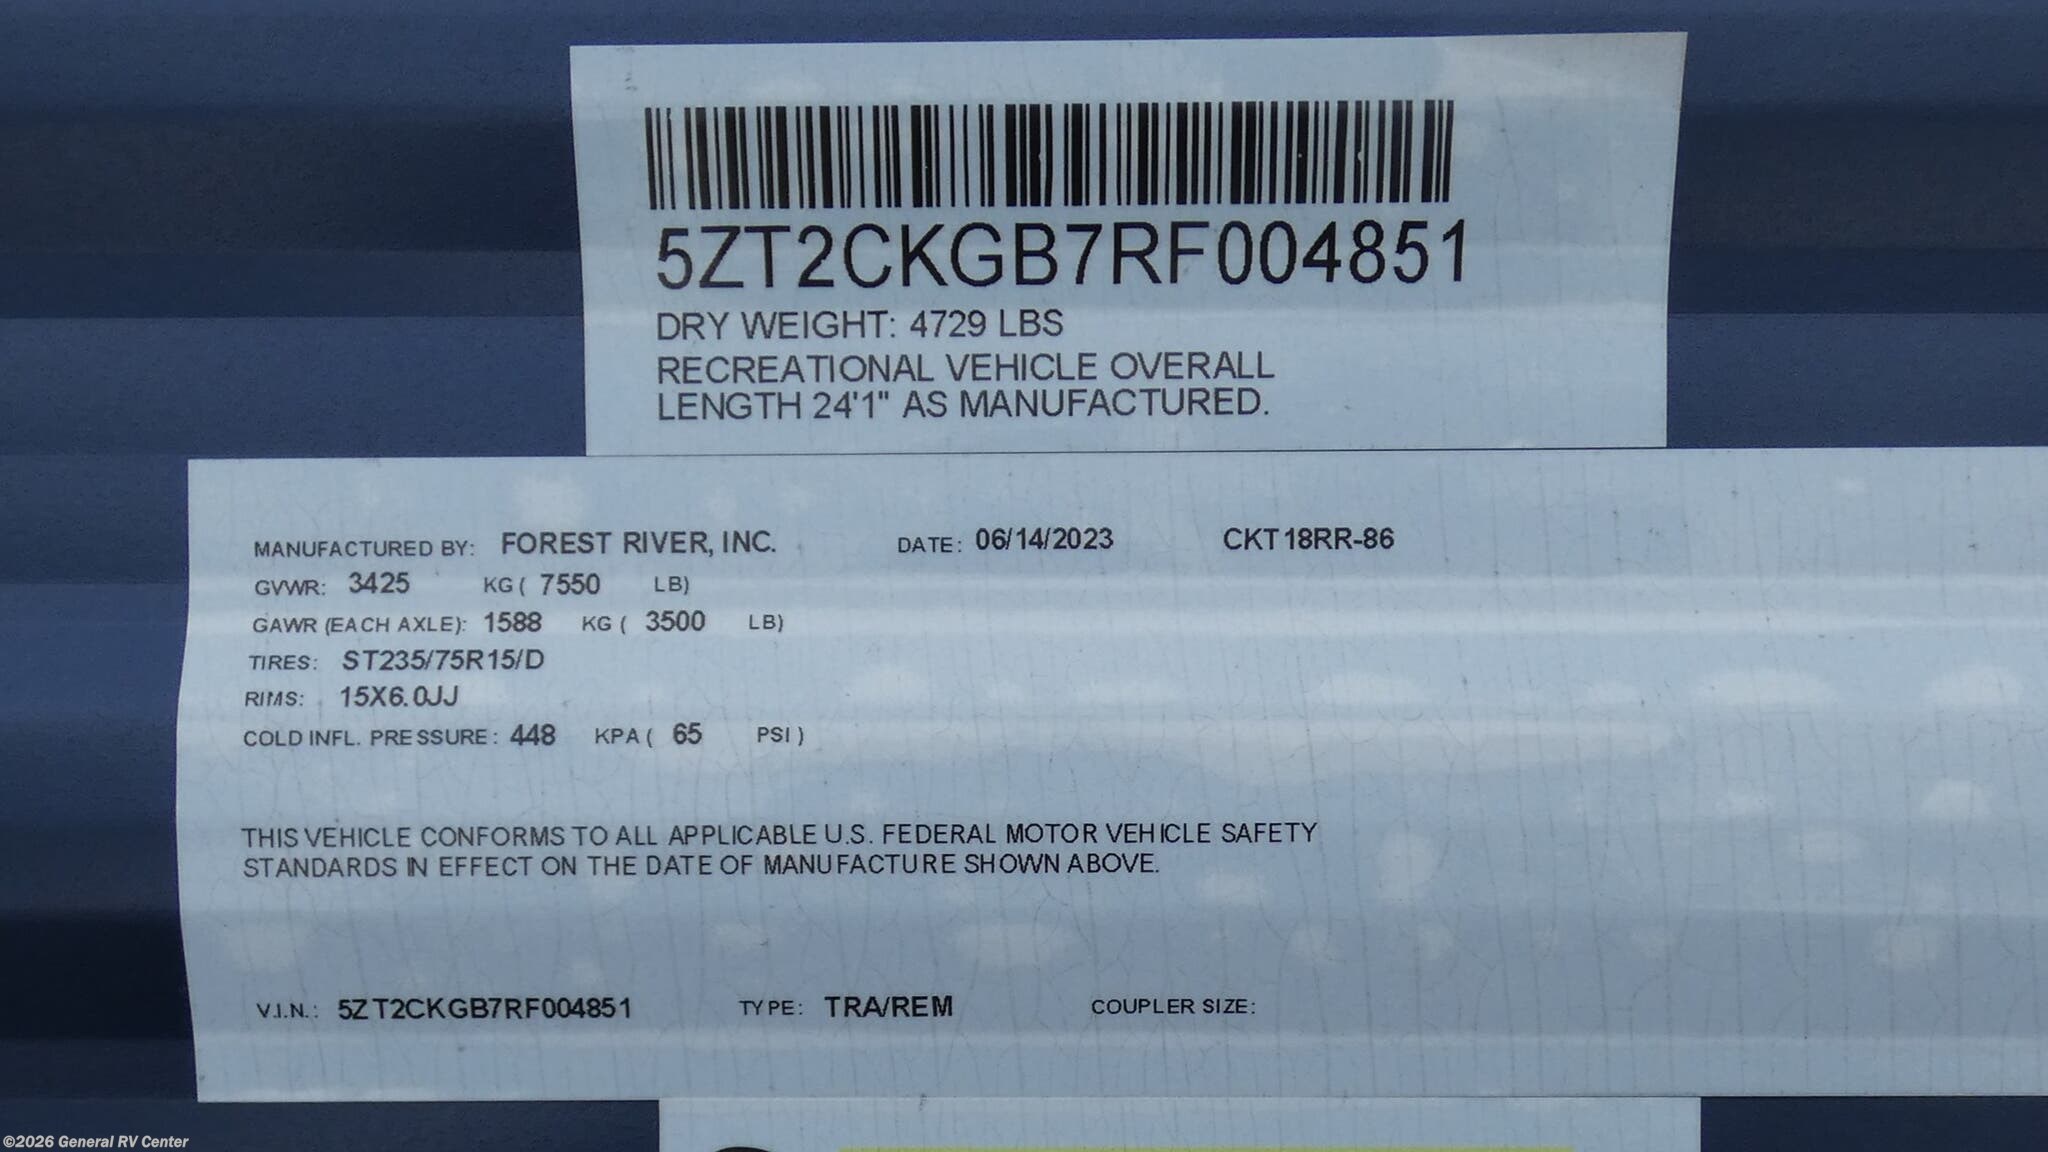 5ZT2CKGB7RF004851
DRY WEIGHT: 4729 LBS
RECREATIONAL VEHICLE OVERALL
LENGTH 24'1" AS MANUFACTURED.
MANUFACTURED BY: FOREST RIVER, INC. DATE: 06/14/2023 CKT18RR-86
GVWR: 3425 KG ( 7550 LB)
GAWR (EACH AXLE): 1588 KG ( 3500 LB)
TIRES: ST235/75R15/D
RIMS: 15X6.0JJ
COLD INFL. PRESSURE: 448 KPA ( 65 PSI )
THIS VEHICLE CONFORMS TO ALL APPLICABLE U.S. FEDERAL MOTOR VEHICLE SAFETY
STANDARDS IN EFFECT ON THE DATE OF MANUFACTURE SHOWN ABOVE.
V.I.N.: 5ZT2CKGB7RF004851 TYPE: TRA/REM COUPLER SIZE:
©2026 General RV Center